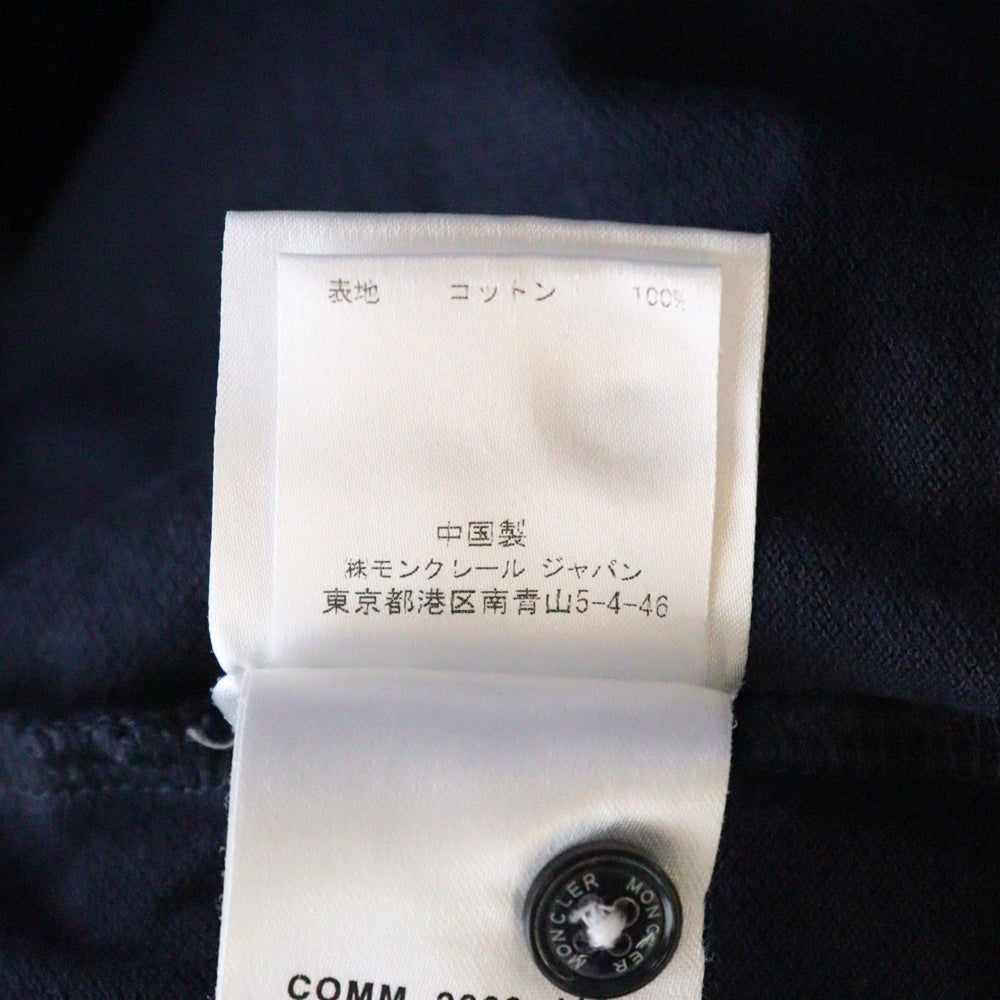 表地 コットン 100%
中国製
㈱モンクレール ジャパン
東京都港区南青山5-4-46
MONCLER MONCLER
COMM